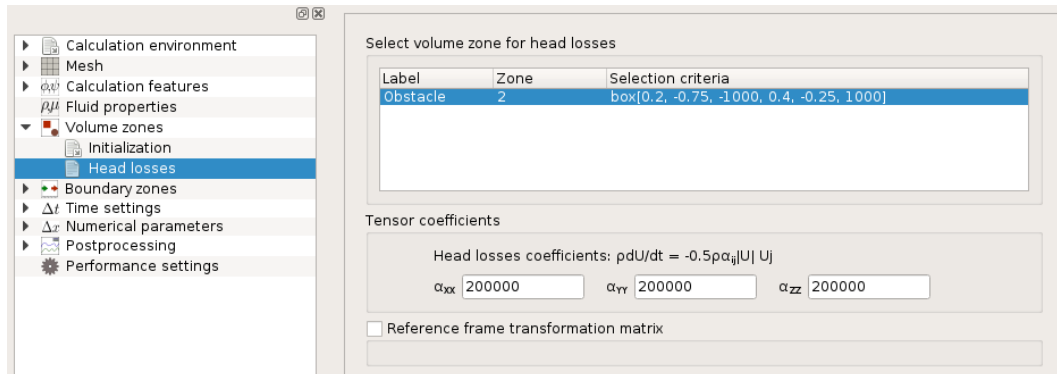 Calculation environment
Mesh
Calculation features
Fluid properties
Volume zones
Initialization
Head losses
Boundary zones
Δt Time settings
Δx Numerical parameters
Postprocessing
Performance settings
Select volume zone for head losses
Label Zone Selection criteria
Obstacle 2 box[0.2, -0.75, -1000, 0.4, -0.25, 1000]
Tensor coefficients
Head losses coefficients: ρdU/dt = -0.5ραij|U| Uj
αxx 200000 αYY 200000 αzz 200000
Reference frame transformation matrix